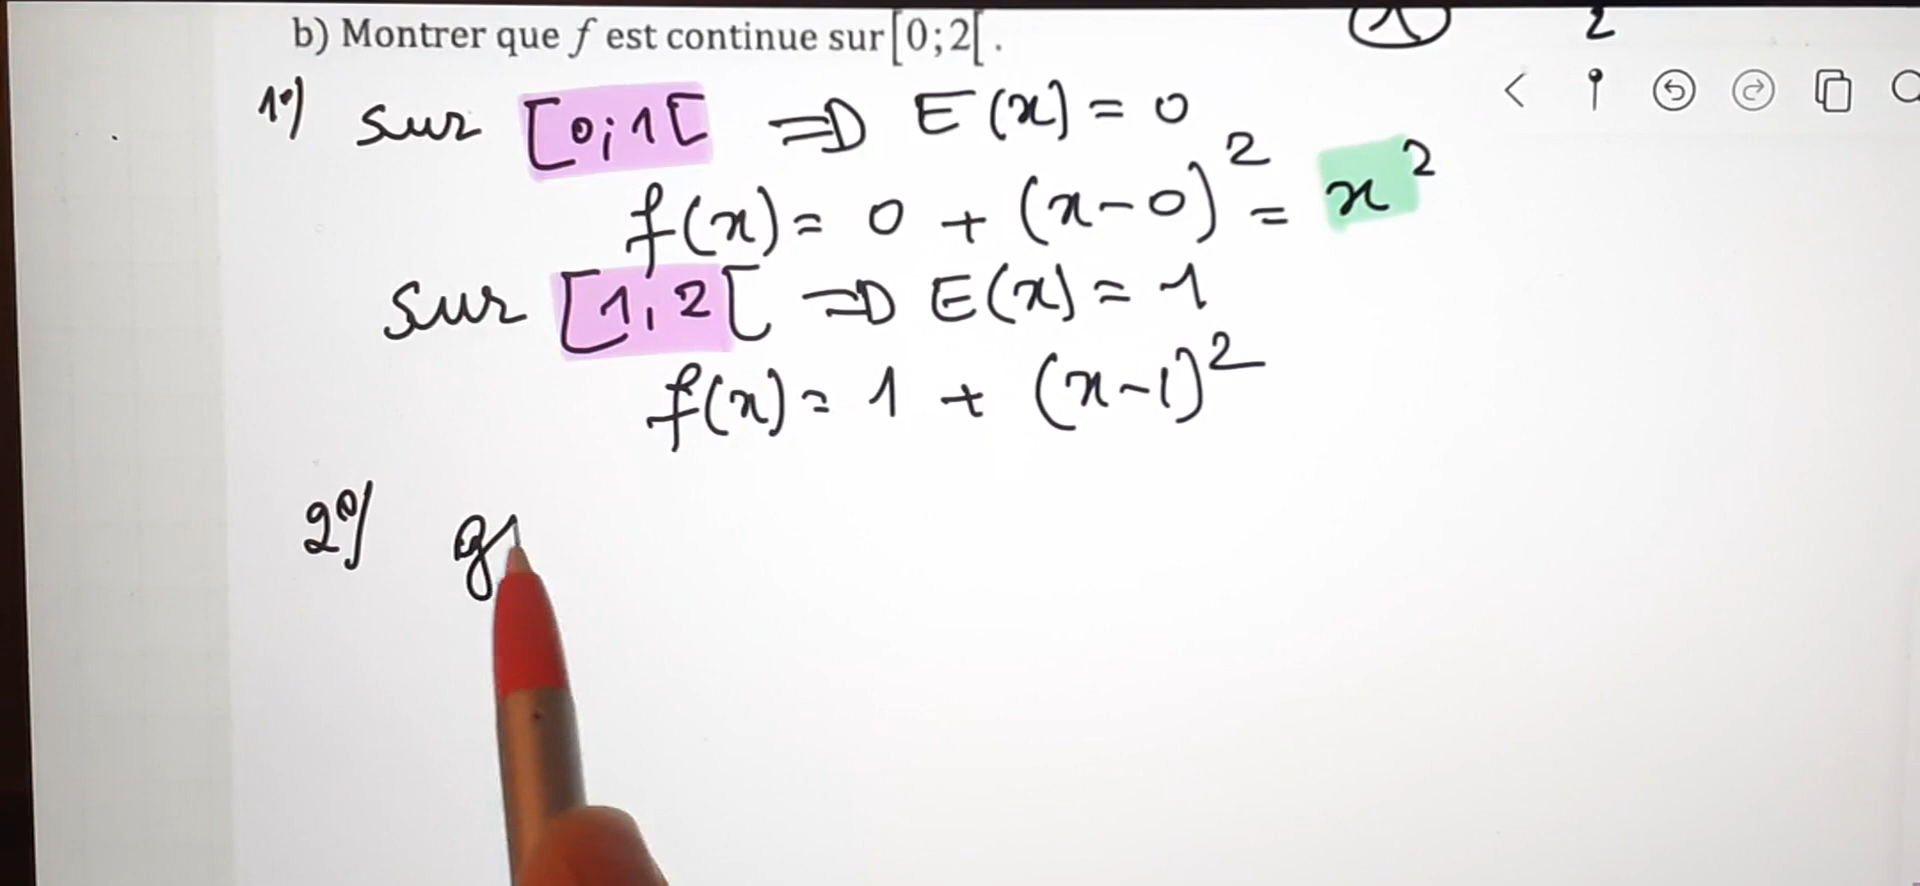 b) Montrer que f est continue sur [0;2[ .
1°) sur [0;1[ ⇒ E(x) = 0
f(x) = 0 + (x-0)² = x²
sur [1,2[ ⇒ E(x) = 1
f(x) = 1 + (x-1)²
2°)